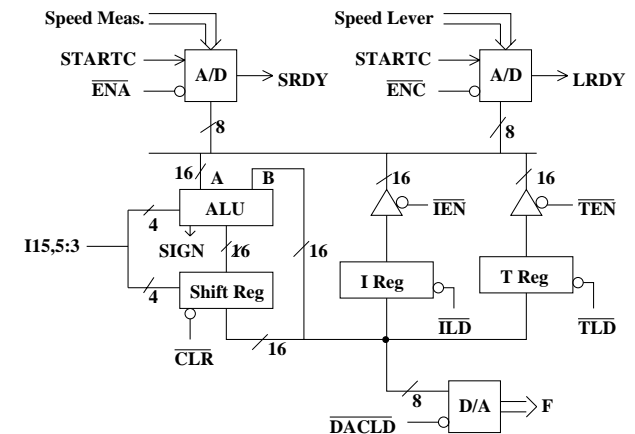 Speed Meas.
Speed Lever
STARTC
A/D
SRDY
ENA
8
STARTC
A/D
LRDY
ENC
8
16
A
B
ALU
4
I15,5:3
SIGN
16
16
4
Shift Reg
CLR
16
16
IEN
I Reg
ILD
16
TEN
T Reg
TLD
8
D/A
F
DACLD